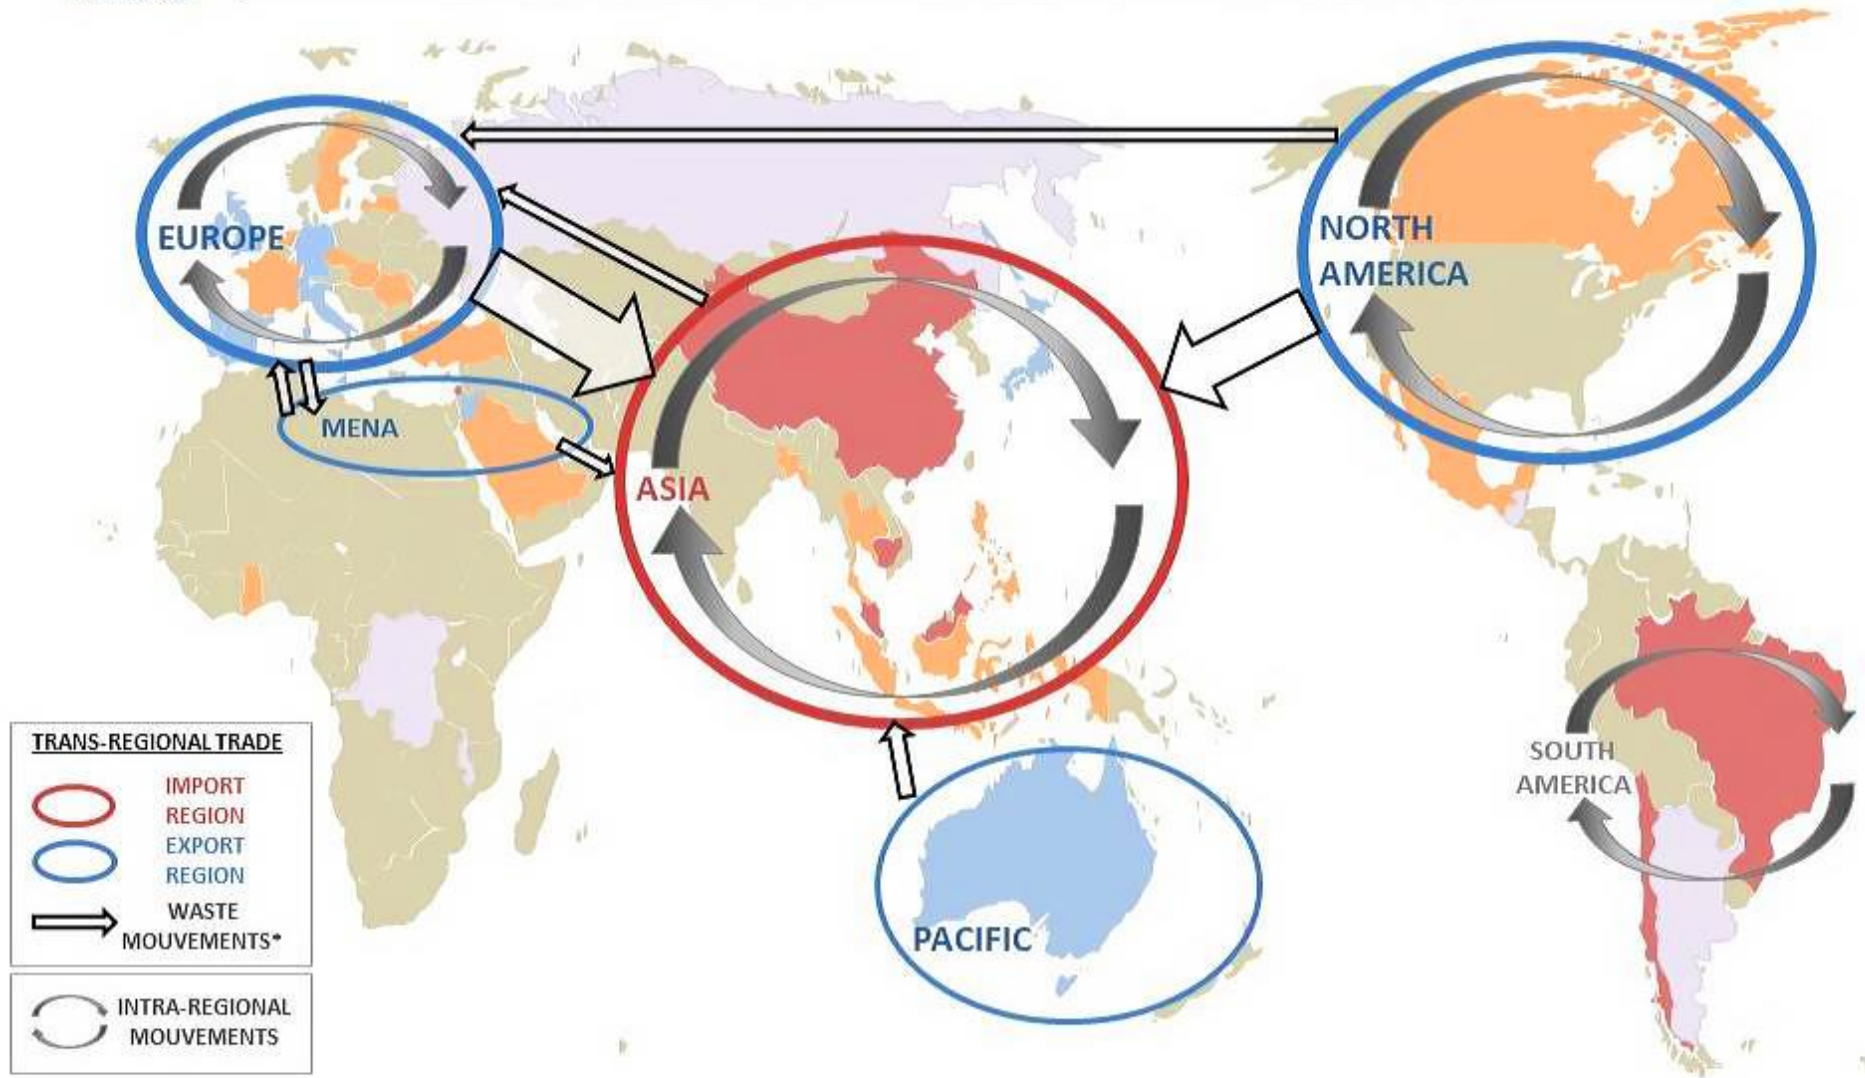 EUROPE
NORTH
AMERICA
MENA
ASIA
SOUTH
AMERICA
PACIFIC
TRANS-REGIONAL TRADE
IMPORT
REGION
EXPORT
REGION
WASTE
MOUVEMENTS*
INTRA-REGIONAL
MOUVEMENTS